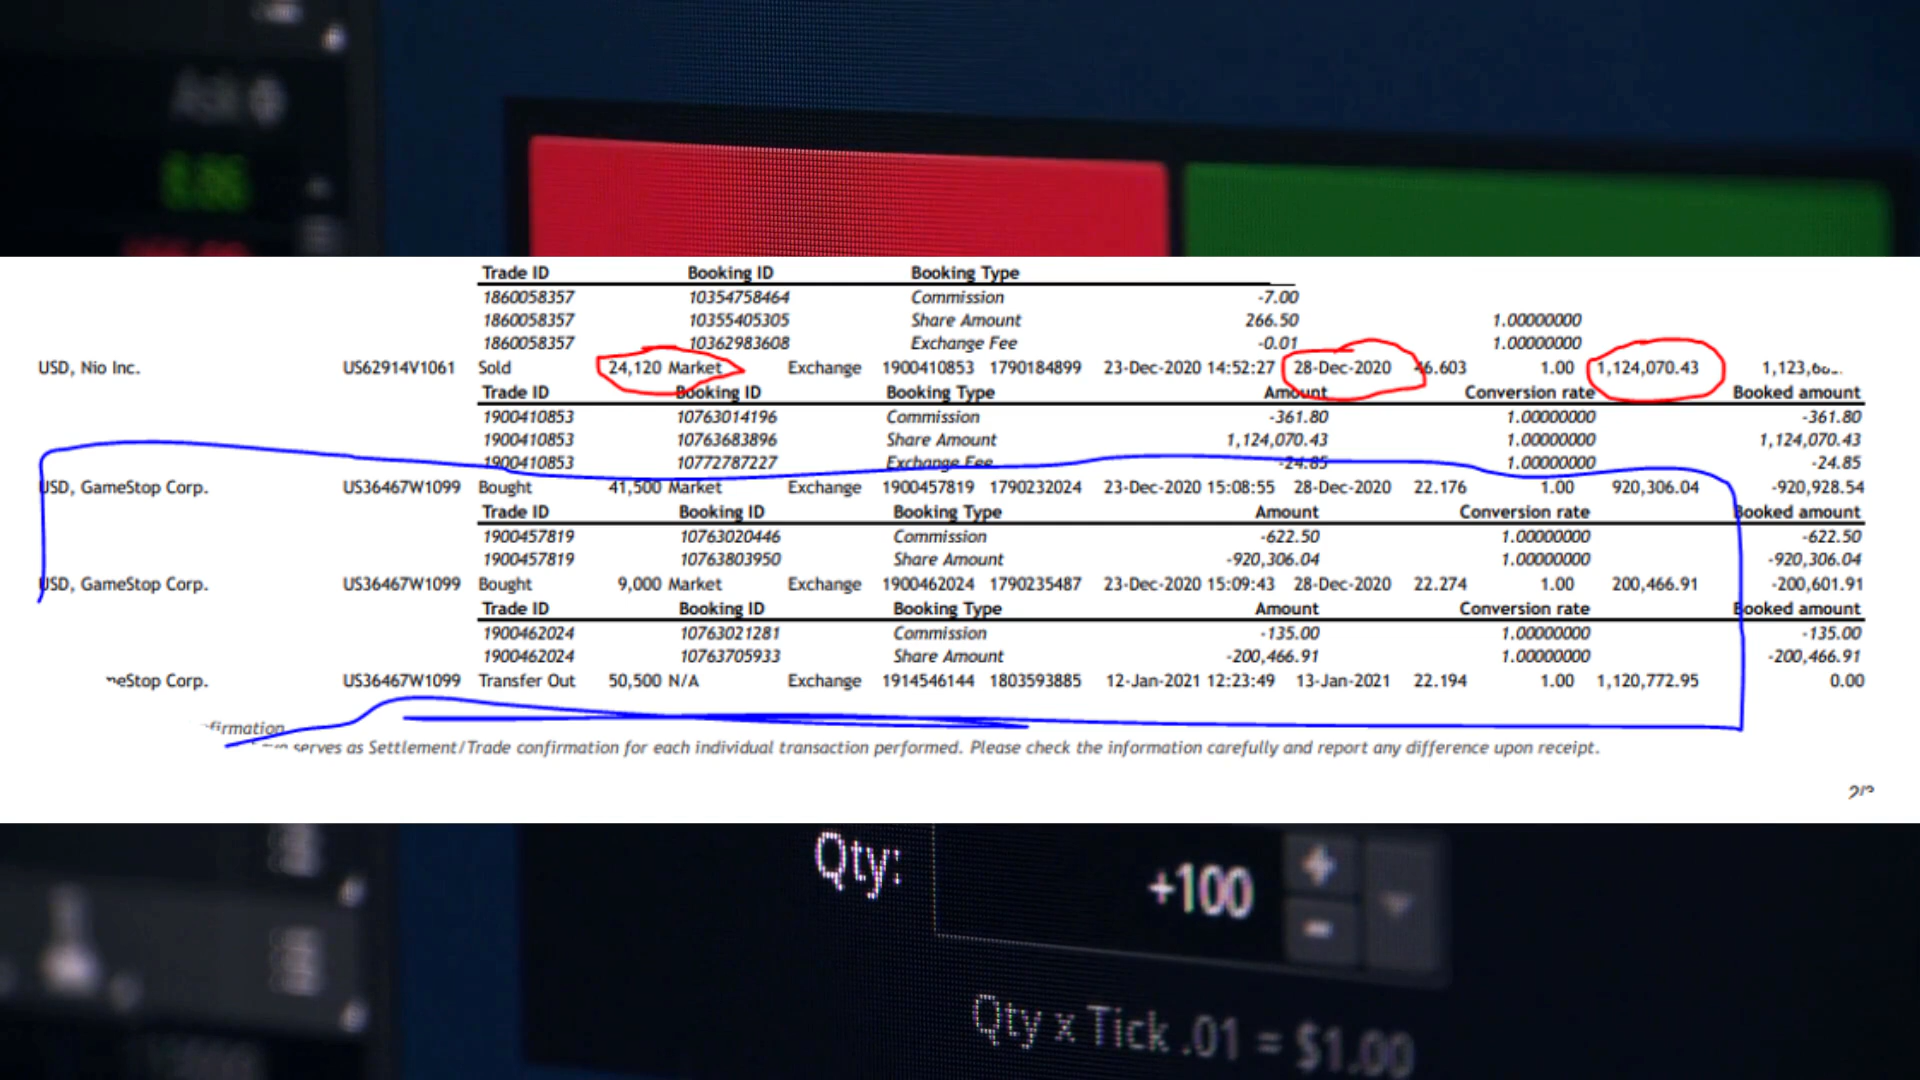 Ask
8.86
Trade ID Booking ID Booking Type
1860058357 10354758464 Commission -7.00
1860058357 10355405305 Share Amount 266.50 1.00000000
1860058357 10362983608 Exchange Fee -0.01 1.00000000
USD, Nio Inc. US62914V1061 Sold 24,120 Market Exchange 1900410853 1790184899 23-Dec-2020 14:52:27 28-Dec-2020 46.603 1.00 1,124,070.43
Trade ID Booking ID Booking Type Amount Conversion rate Booked amount
1900410853 10763014196 Commission -361.80 1.00000000 -361.80
1900410853 10763683896 Share Amount 1,124,070.43 1.00000000 1,124,070.43
1900410853 10772787227 Exchange Fee -24.85 1.00000000 -24.85
USD, GameStop Corp. US36467W1099 Bought 41,500 Market Exchange 1900457819 1790232024 23-Dec-2020 15:08:55 28-Dec-2020 22.176 1.00 920,306.04 -920,928.54
Trade ID Booking ID Booking Type Amount Conversion rate Booked amount
1900457819 10763020446 Commission -622.50 1.00000000 -622.50
1900457819 10763803950 Share Amount -920,306.04 1.00000000 -920,306.04
USD, GameStop Corp. US36467W1099 Bought 9,000 Market Exchange 1900462024 1790235487 23-Dec-2020 15:09:43 28-Dec-2020 22.274 1.00 200,466.91 -200,601.91
Trade ID Booking ID Booking Type Amount Conversion rate Booked amount
1900462024 10763021281 Commission -135.00 1.00000000 -135.00
1900462024 10763705933 Share Amount -200,466.91 1.00000000 -200,466.91
meStop Corp. US36467W1099 Transfer Out 50,500 N/A Exchange 1914546144 1803593885 12-Jan-2021 12:23:49 13-Jan-2021 22.194 1.00 1,120,772.95 0.00
firmation
serves as Settlement/Trade confirmation for each individual transaction performed. Please check the information carefully and report any difference upon receipt.
Qty: +100
Qty x Tick .01 = $1.00